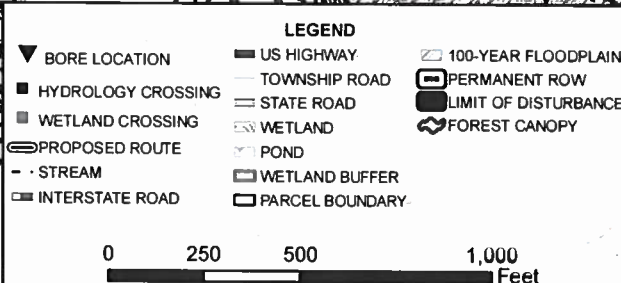 LEGEND
BORE LOCATION
HYDROLOGY CROSSING
WETLAND CROSSING
PROPOSED ROUTE
STREAM
INTERSTATE ROAD
US HIGHWAY
TOWNSHIP ROAD
STATE ROAD
WETLAND
POND
WETLAND BUFFER
PARCEL BOUNDARY
100-YEAR FLOODPLAIN
PERMANENT ROW
LIMIT OF DISTURBANCE
FOREST CANOPY
0 250 500 1,000
Feet